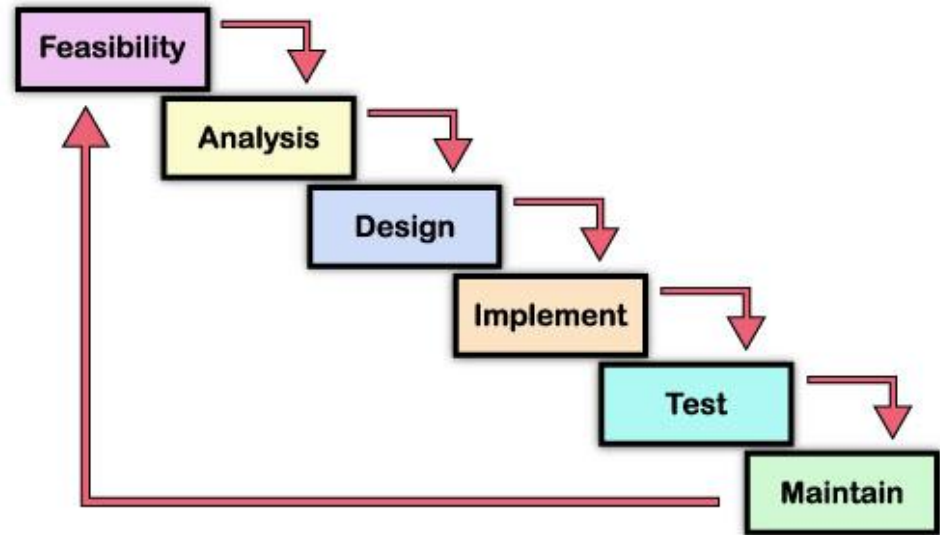 Feasibility
Analysis
Design
Implement
Test
Maintain